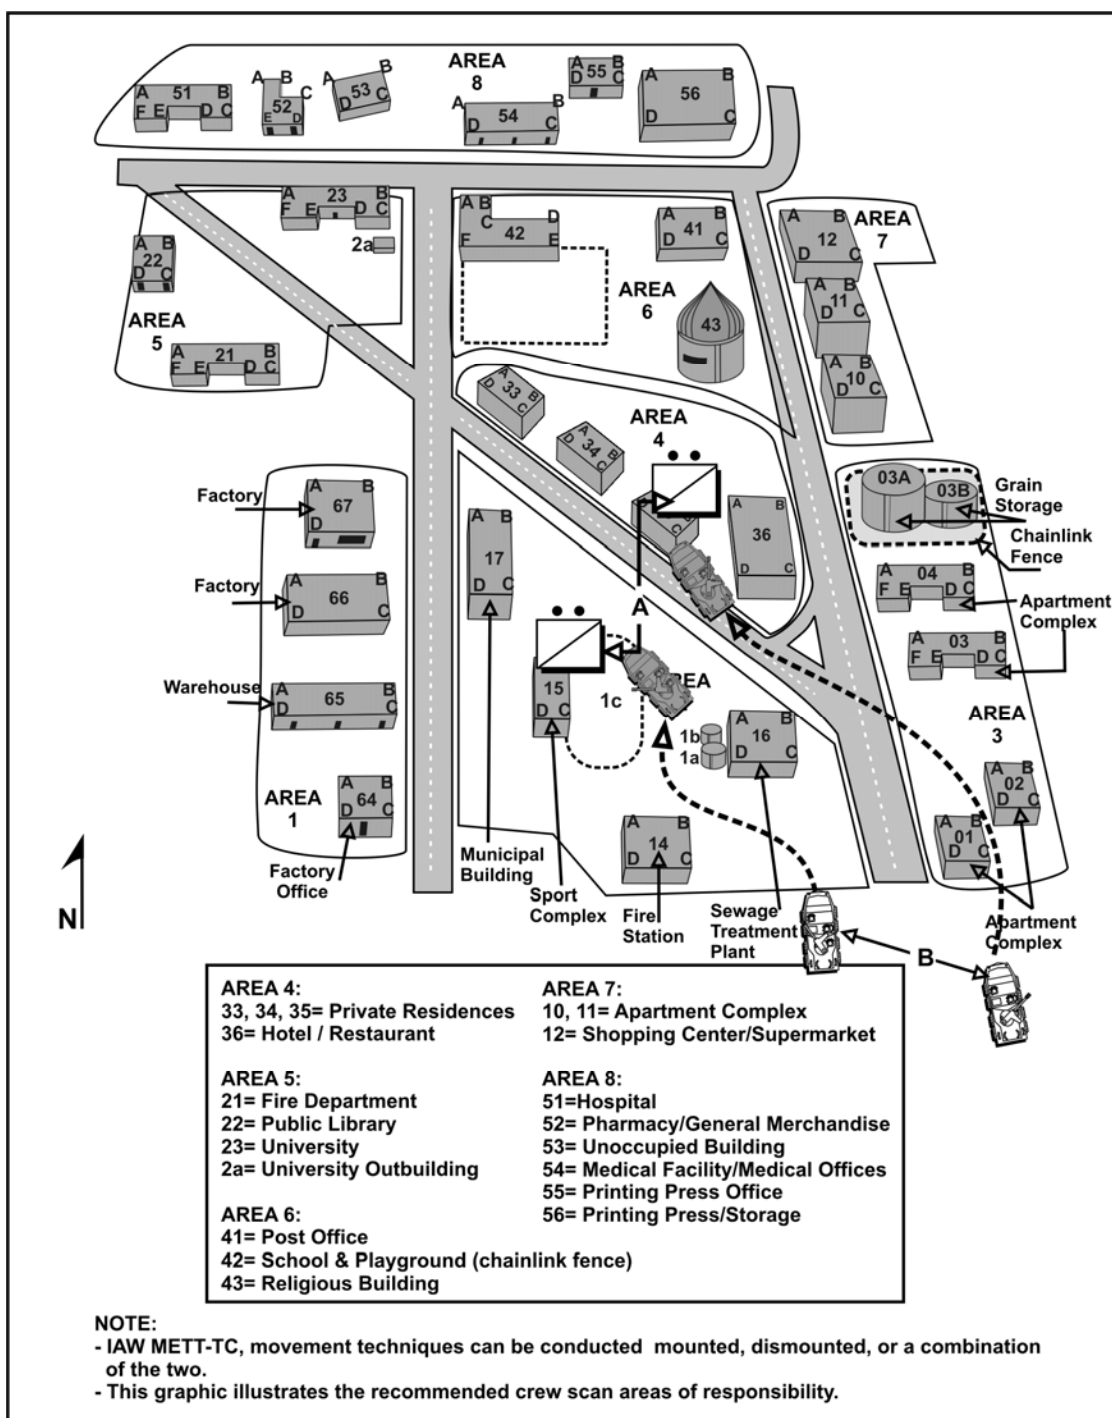 AREA
8
A
B
51
F E
D C
A
B
C
52
E
D
A
B
53
D
C
A
B
54
D
C
A
B
D
55
C
A
B
56
D
C
A
23
B
F
E
D
C
2a
A
B
22
D
C
AREA
5
A
21
B
F
E
D
C
A
B
C
D
F
42
E
A
B
41
D
C
AREA
6
43
A
B
12
D
C
AREA
7
A
B
11
D
C
A
B
10
D
C
A
33
B
D
C
A
34
B
D
C
AREA
4
A
B
36
D
C
03A
03B
Grain
Storage
Chainlink
Fence
A
B
04
F E
D C
Apartment
Complex
A
03
B
F E
D C
AREA
3
A
B
02
D
C
A
B
01
D
C
Apartment
Complex
Factory
A
B
67
D
Factory
A
B
66
D
C
Warehouse
A
B
D
65
C
AREA
1
A
B
64
D
C
Factory
Office
A
B
17
D
C
Municipal
Building
A
15
D
C
1c
Sport
Complex
1b
1a
A
B
16
D
C
Sewage
Treatment
Plant
A
B
14
D
C
Fire
Station
B
N
AREA 4:
33, 34, 35= Private Residences
36= Hotel / Restaurant
AREA 5:
21= Fire Department
22= Public Library
23= University
2a= University Outbuilding
AREA 6:
41= Post Office
42= School & Playground (chainlink fence)
43= Religious Building
AREA 7:
10, 11= Apartment Complex
12= Shopping Center/Supermarket
AREA 8:
51=Hospital
52= Pharmacy/General Merchandise
53= Unoccupied Building
54= Medical Facility/Medical Offices
55= Printing Press Office
56= Printing Press/Storage
NOTE:
- IAW METT-TC, movement techniques can be conducted mounted, dismounted, or a combination
of the two.
- This graphic illustrates the recommended crew scan areas of responsibility.